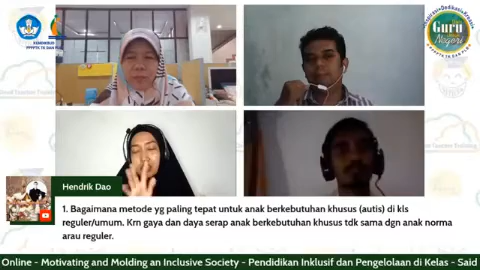 Guru
Negeri
Hendrik Dao
1. Bagaimana metode yg paling tepat untuk anak berkebutuhan khusus (autis) di kls
reguler/umum. Krn gaya dan daya serap anak berkebutuhan khusus tdk sama dgn anak norma
arau reguler.
Online - Motivating and Molding an Inclusive Society - Pendidikan Inklusif dan Pengelolaan di Kelas - Said